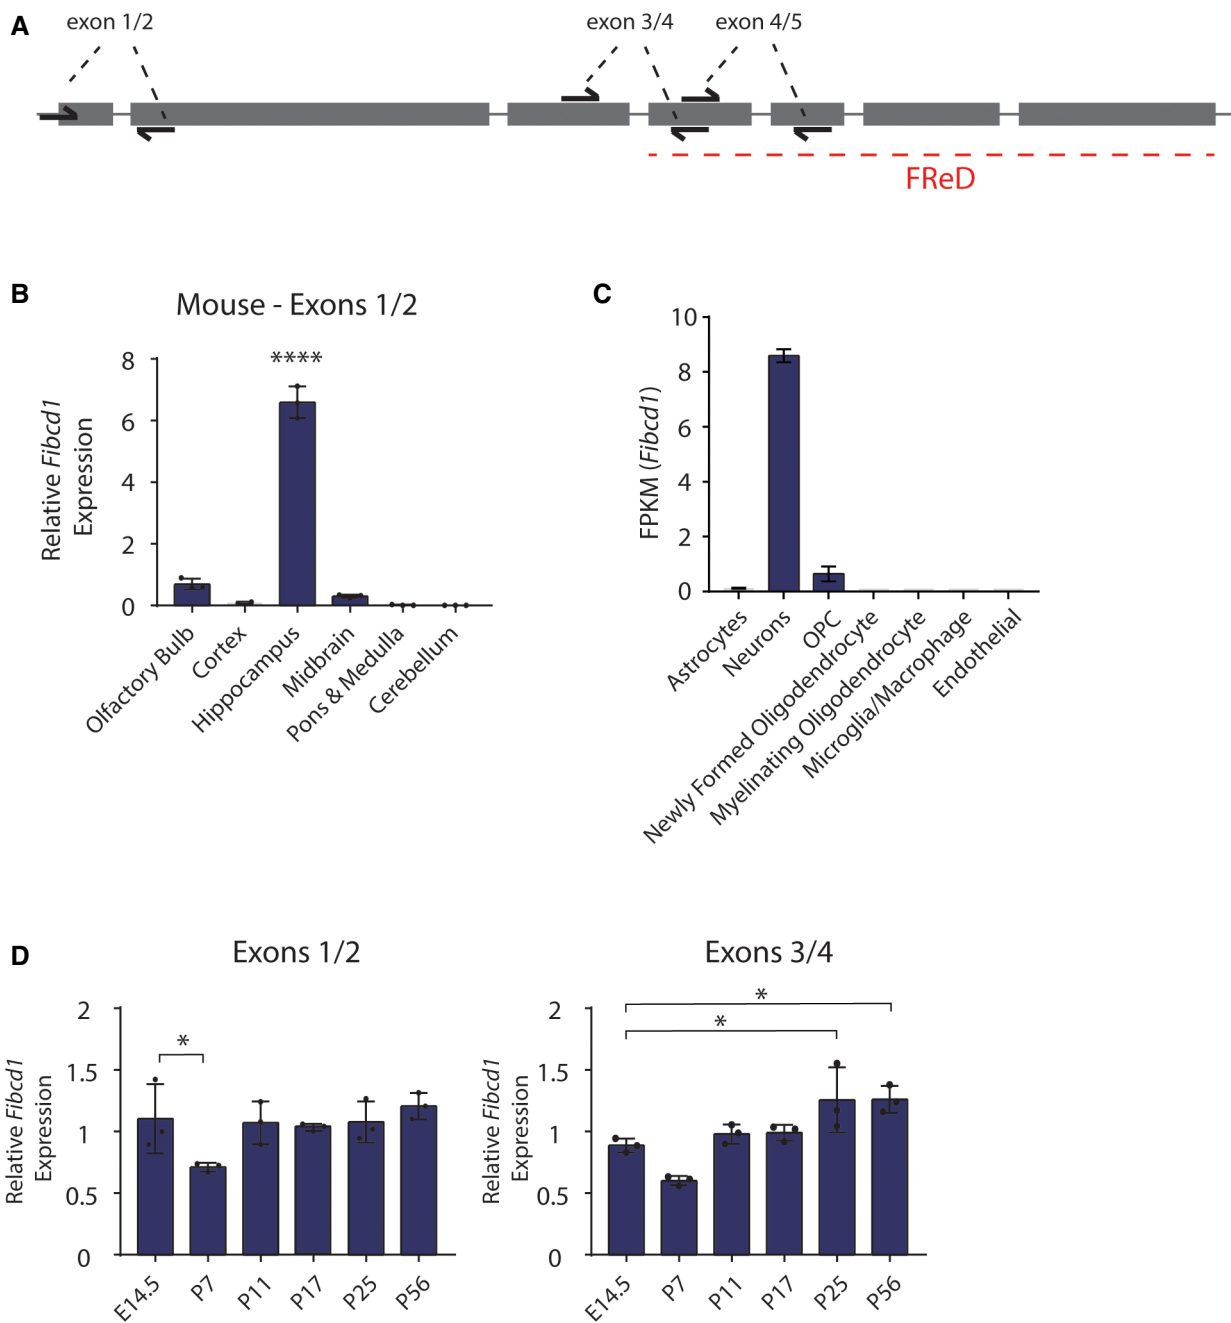 A
exon 1/2 exon 3/4 exon 4/5
FReD
B
Mouse - Exons 1/2
Relative Fibcd1
Expression
8
6
4
2
0
****
Olfactory Bulb
Cortex
Hippocampus
Midbrain
Pons & Medulla
Cerebellum
C
FPKM (Fibcd1)
10
8
6
4
2
0
Astrocytes
Neurons
OPC
Newly Formed Oligodendrocyte
Myelinating Oligodendrocyte
Microglia/Macrophage
Endothelial
D
Exons 1/2
Relative Fibcd1
Expression
2
1.5
1
0.5
0
*
E14.5
P7
P11
P17
P25
P56
Exons 3/4
Relative Fibcd1
Expression
2
1.5
1
0.5
0
*
*
E14.5
P7
P11
P17
P25
P56